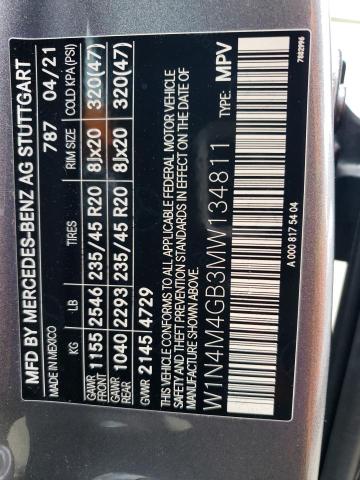 MFD BY MERCEDES-BENZ AG STUTTGART
MADE IN MEXICO 787 04/21
KG LB TIRES RIM SIZE COLD KPA(PSI)
GAWR FRONT 1155 2546 235/45 R20 8Jx20 320(47)
GAWR REAR 1040 2293 235/45 R20 8Jx20 320(47)
GVWR 2145 4729
THIS VEHICLE CONFORMS TO ALL APPLICABLE FEDERAL MOTOR VEHICLE
SAFETY AND THEFT PREVENTION STANDARDS IN EFFECT ON THE DATE OF
MANUFACTURE SHOWN ABOVE.
W1N4M4GB3MW134811 TYPE: MPV
A 000 817 54 04
7882996